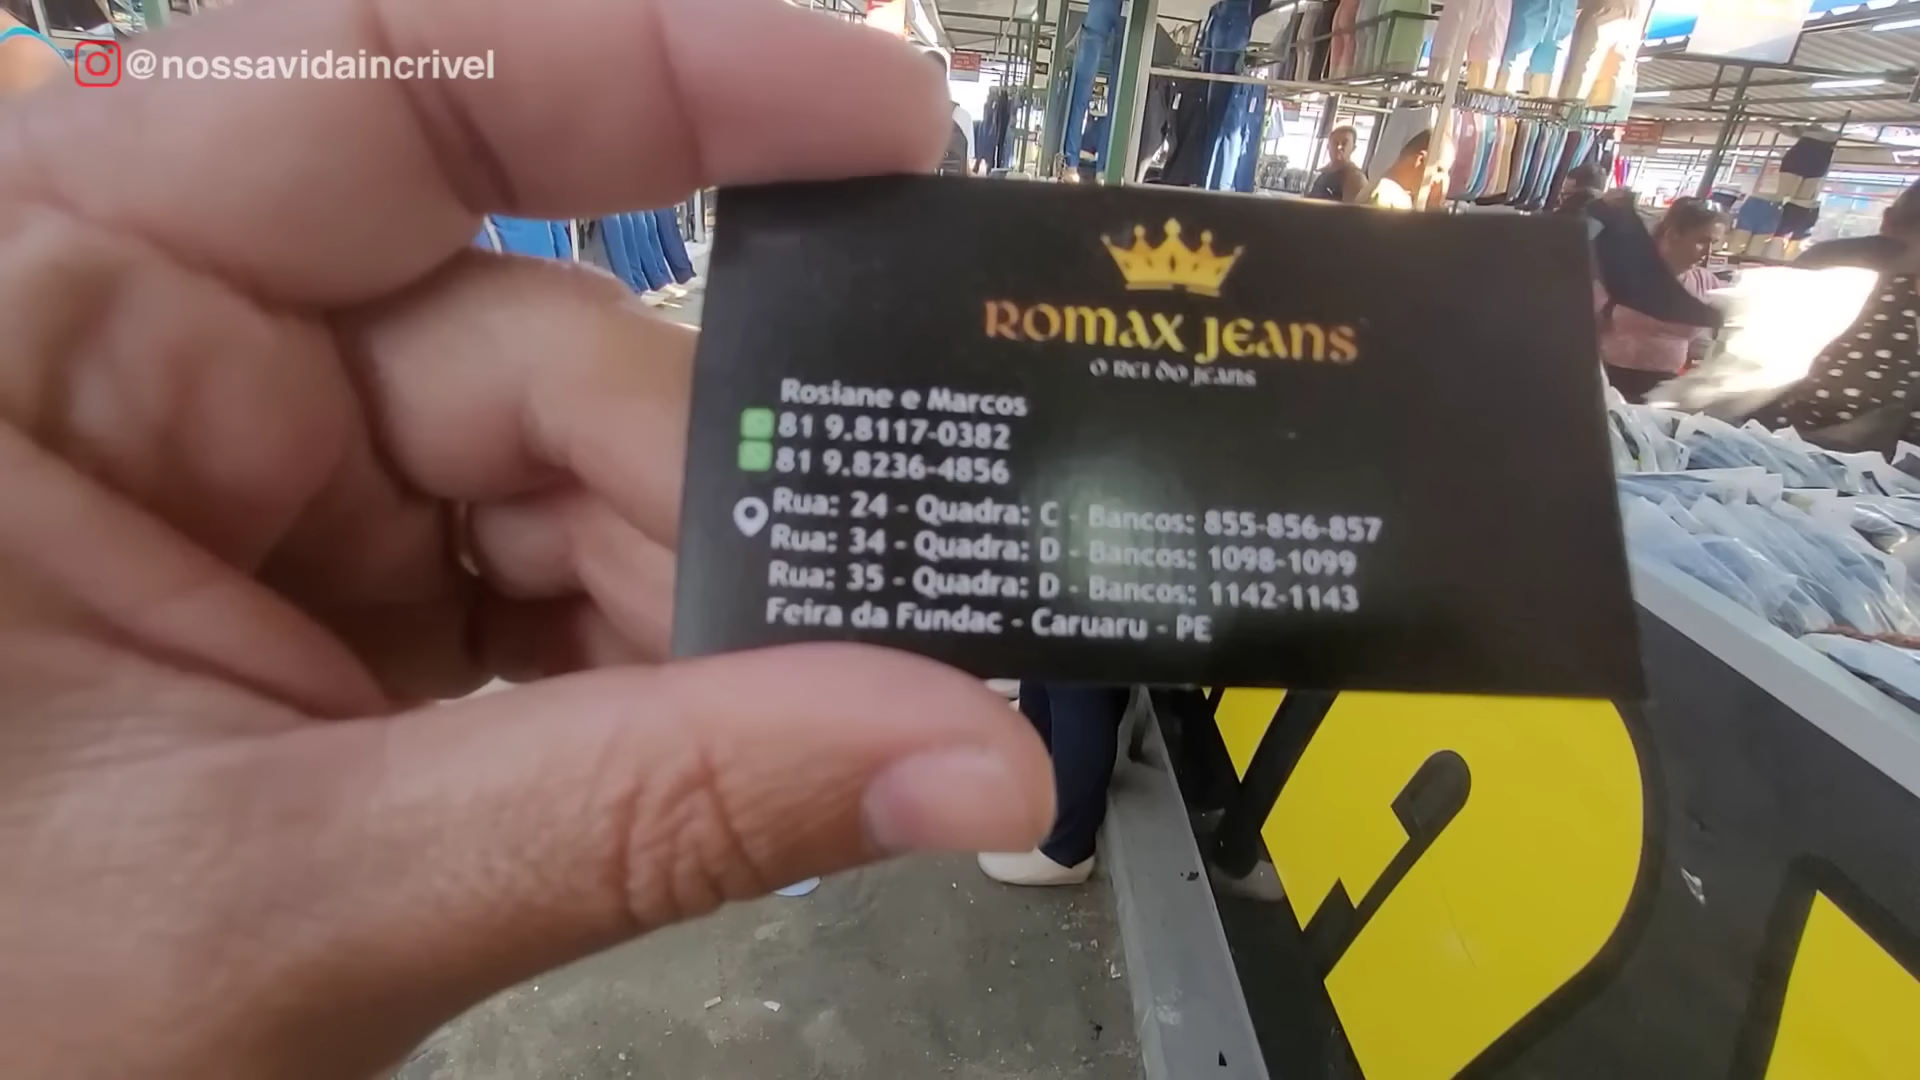 @nossavidaincrivel
ROMAX JEANS
O REI DO JEANS
Rosiane e Marcos
81 9.8117-0382
81 9.8236-4856
Rua: 24 - Quadra: C - Bancos: 855-856-857
Rua: 34 - Quadra: D - Bancos: 1098-1099
Rua: 35 - Quadra: D - Bancos: 1142-1143
Feira da Fundac - Caruaru - PE